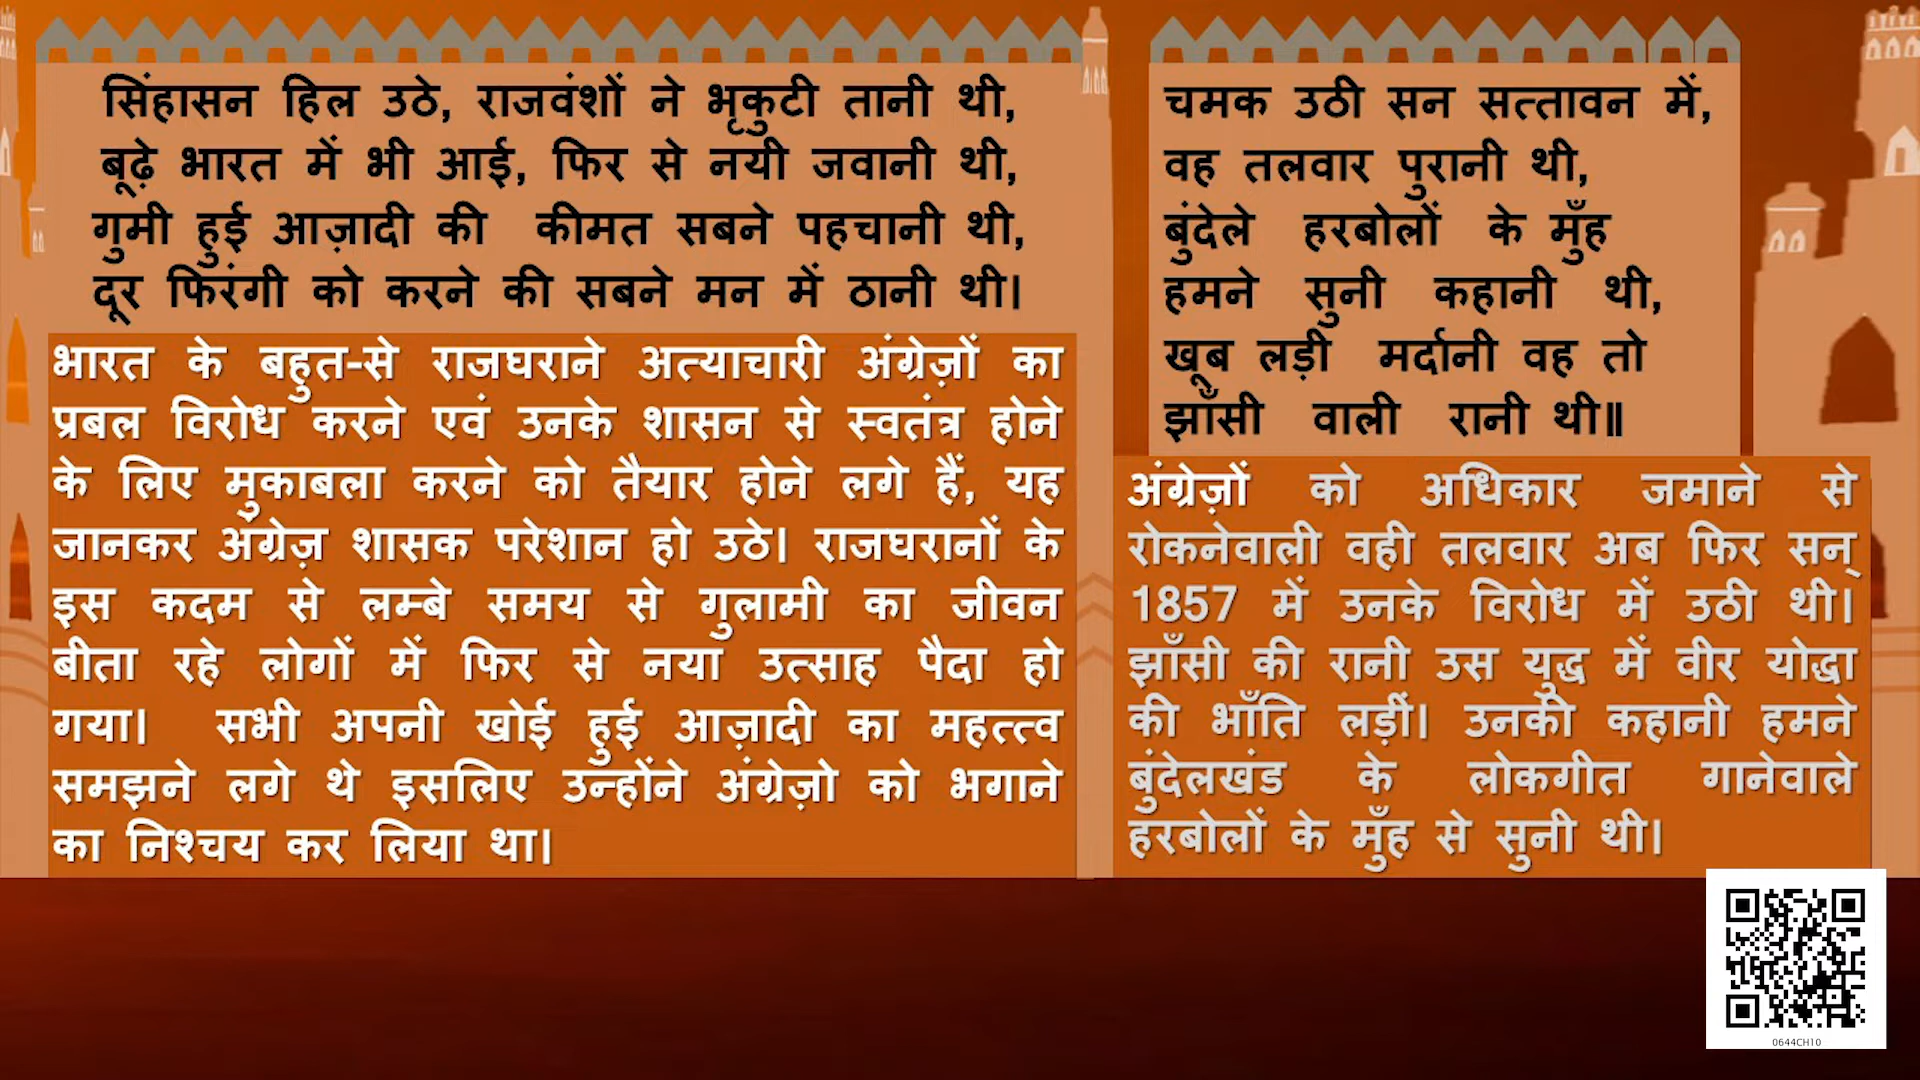 सिंहासन हिल उठे, राजवंशों ने भृकुटी तानी थी,
बूढ़े भारत में भी आई, फिर से नयी जवानी थी,
गुमी हुई आज़ादी की कीमत सबने पहचानी थी,
दूर फिरंगी को करने की सबने मन में ठानी थी।
भारत के बहुत-से राजघराने अत्याचारी अंग्रेज़ों का
प्रबल विरोध करने एवं उनके शासन से स्वतंत्र होने
के लिए मुकाबला करने को तैयार होने लगे हैं, यह
जानकर अंग्रेज़ शासक परेशान हो उठे। राजघरानों के
इस कदम से लम्बे समय से गुलामी का जीवन
बीता रहे लोगों में फिर से नया उत्साह पैदा हो
गया। सभी अपनी खोई हुई आज़ादी का महत्त्व
समझने लगे थे इसलिए उन्होंने अंग्रेज़ो को भगाने
का निश्चय कर लिया था।
चमक उठी सन सत्तावन में,
वह तलवार पुरानी थी,
बुंदेले हरबोलों के मुँह
हमने सुनी कहानी थी,
खूब लड़ी मर्दानी वह तो
झाँसी वाली रानी थी॥
अंग्रेज़ों को अधिकार जमाने से
रोकनेवाली वही तलवार अब फिर सन्
1857 में उनके विरोध में उठी थी।
झाँसी की रानी उस युद्ध में वीर योद्धा
की भाँति लड़ीं। उनकी कहानी हमने
बुंदेलखंड के लोकगीत गानेवाले
हरबोलों के मुँह से सुनी थी।
0644CH10